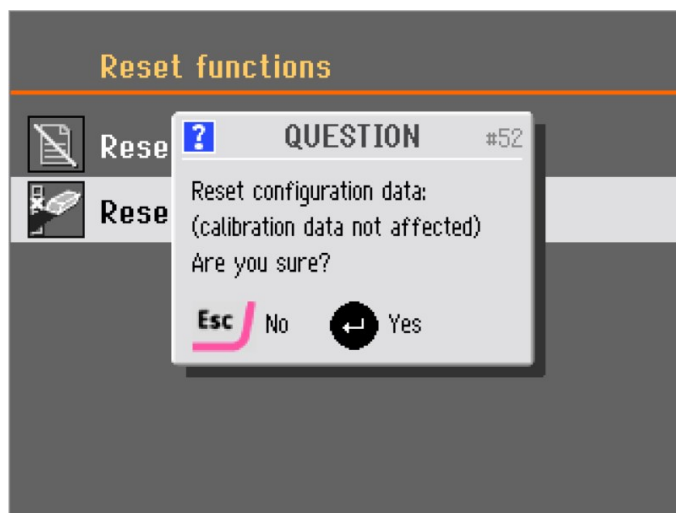 Reset functions
Rese
QUESTION #52
Rese
Reset configuration data:
(calibration data not affected)
Are you sure?
Esc No Yes